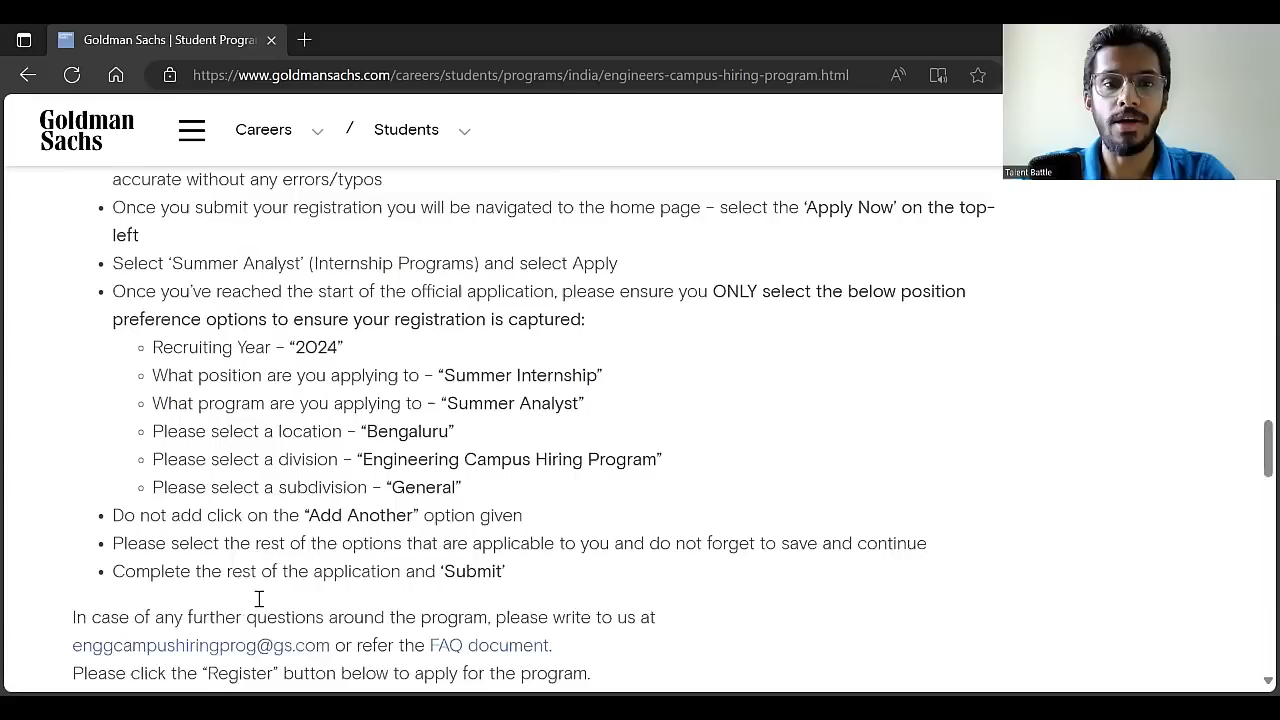 Goldman Sachs | Student Progra
https://www.goldmansachs.com/careers/students/programs/india/engineers-campus-hiring-program.html
Goldman
Sachs
Careers / Students
Talent Battle
accurate without any errors/typos
• Once you submit your registration you will be navigated to the home page – select the ‘Apply Now’ on the top-
left
• Select ‘Summer Analyst’ (Internship Programs) and select Apply
• Once you’ve reached the start of the official application, please ensure you ONLY select the below position
preference options to ensure your registration is captured:
◦ Recruiting Year – “2024”
◦ What position are you applying to – “Summer Internship”
◦ What program are you applying to – “Summer Analyst”
◦ Please select a location – “Bengaluru”
◦ Please select a division – “Engineering Campus Hiring Program”
◦ Please select a subdivision – “General”
• Do not add click on the “Add Another” option given
• Please select the rest of the options that are applicable to you and do not forget to save and continue
• Complete the rest of the application and ‘Submit’
In case of any further questions around the program, please write to us at
enggcampushiringprog@gs.com or refer the FAQ document.
Please click the “Register” button below to apply for the program.